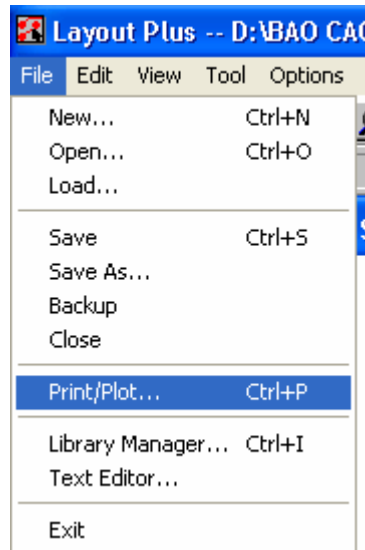 Layout Plus -- D:\BAO CAO
File Edit View Tool Options
New... Ctrl+N
Open... Ctrl+O
Load...
Save Ctrl+S
Save As...
Backup
Close
Print/Plot... Ctrl+P
Library Manager... Ctrl+I
Text Editor...
Exit